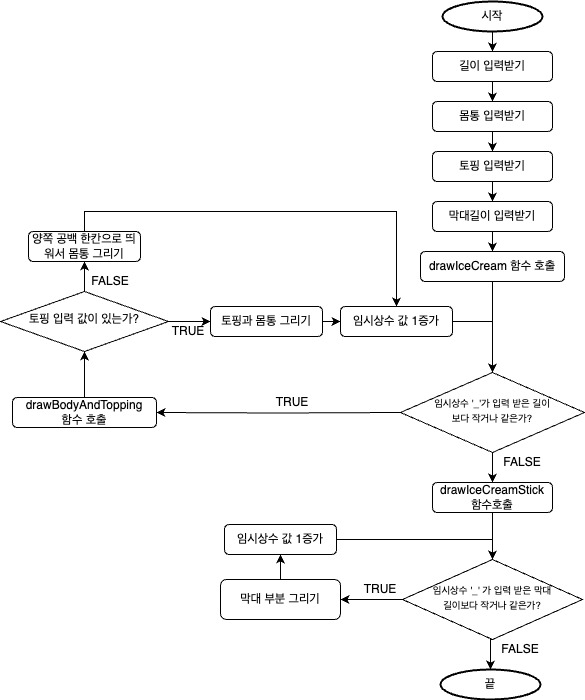 시작
길이 입력받기
몸통 입력받기
토핑 입력받기
막대길이 입력받기
drawIceCream 함수 호출
양쪽 공백 한칸으로 띄
워서 몸통 그리기
FALSE
토핑 입력 값이 있는가?
TRUE
토핑과 몸통 그리기
임시상수 값 1증가
drawBodyAndTopping
함수 호출
TRUE
임시상수 '_'가 입력 받은 길이
보다 작거나 같은가?
FALSE
drawIceCreamStick
함수호출
임시상수 값 1증가
막대 부분 그리기
TRUE
임시상수 '_' 가 입력 받은 막대
길이보다 작거나 같은가?
FALSE
끝